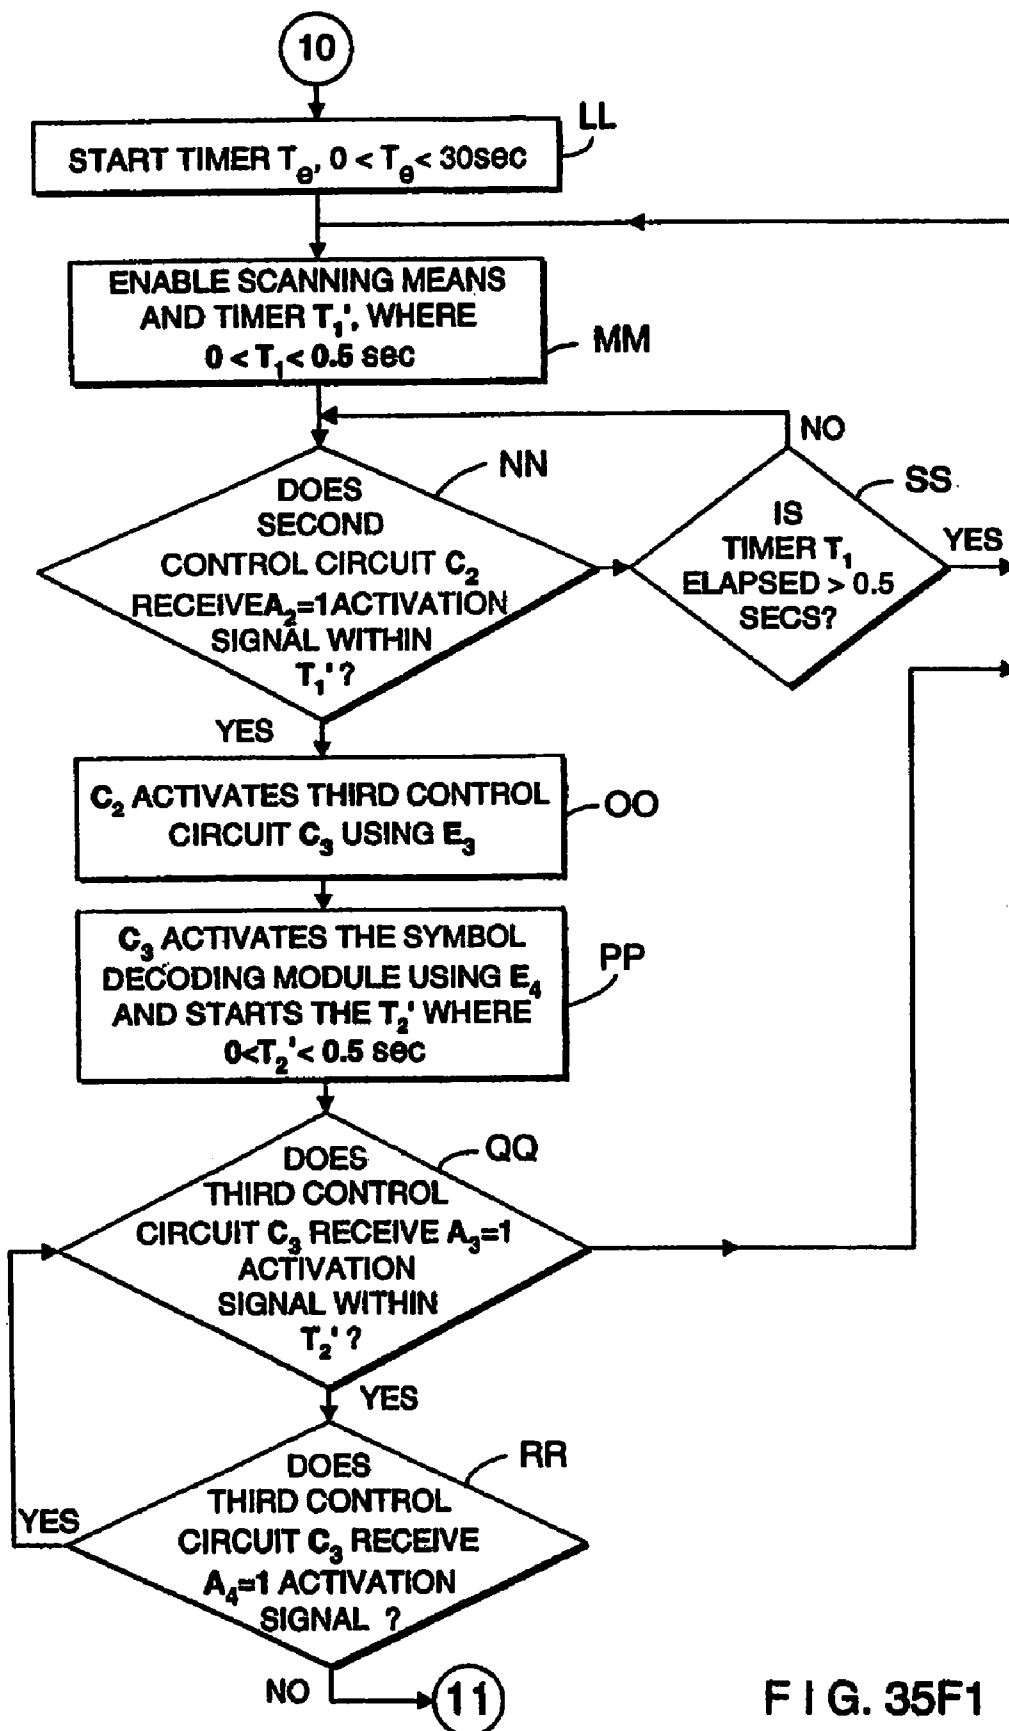 10
LL
START TIMER Te, 0 < Te < 30sec
ENABLE SCANNING MEANS
AND TIMER T1', WHERE
0 < T1 < 0.5 sec
MM
NO
NN
SS
DOES
SECOND
CONTROL CIRCUIT C2
RECEIVEA2=1ACTIVATION
SIGNAL WITHIN
T1' ?
IS
TIMER T1
ELAPSED > 0.5
SECS?
YES
YES
C2 ACTIVATES THIRD CONTROL
CIRCUIT C3 USING E3
OO
C3 ACTIVATES THE SYMBOL
DECODING MODULE USING E4
AND STARTS THE T2' WHERE
0<T2'< 0.5 sec
PP
QQ
DOES
THIRD CONTROL
CIRCUIT C3 RECEIVE A3=1
ACTIVATION
SIGNAL WITHIN
T2' ?
YES
RR
DOES
THIRD CONTROL
CIRCUIT C3 RECEIVE
A4=1 ACTIVATION
SIGNAL ?
YES
NO
11
F I G. 35F1